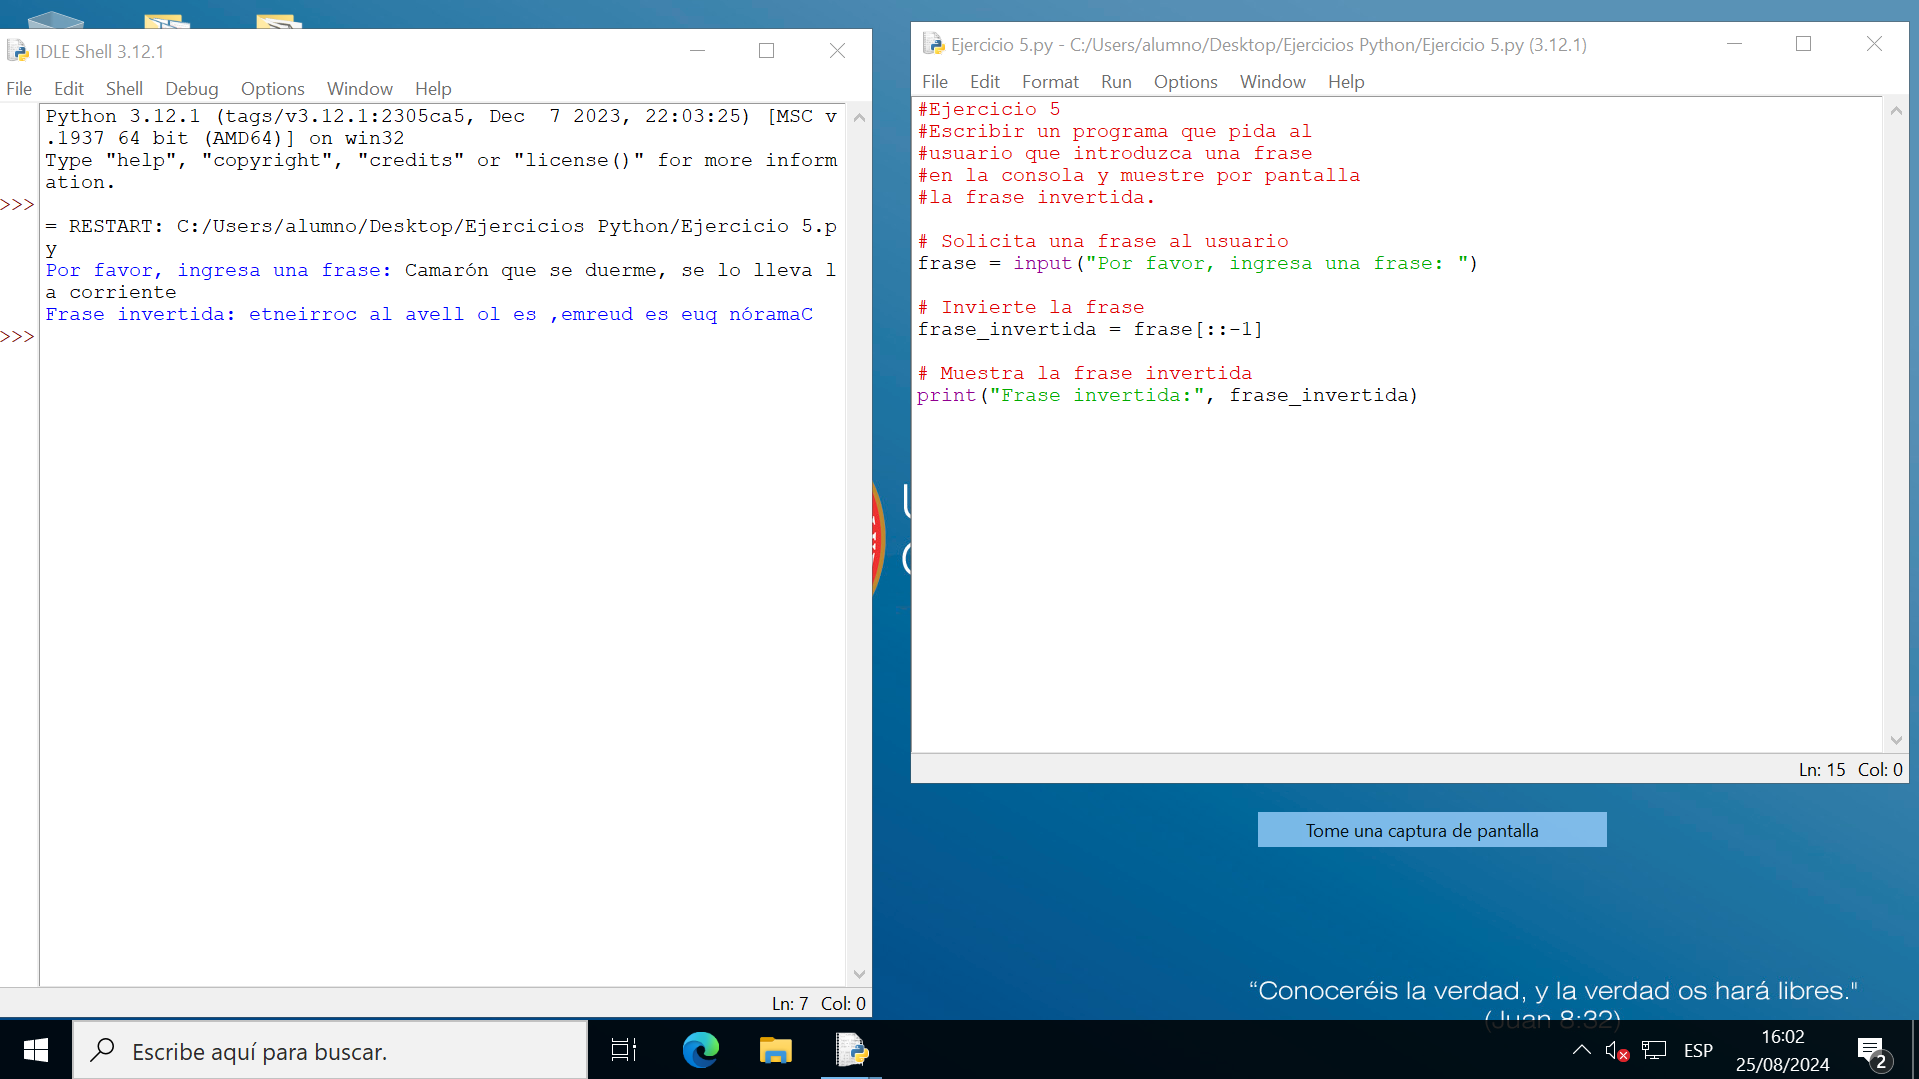 IDLE Shell 3.12.1
File Edit Shell Debug Options Window Help
Python 3.12.1 (tags/v3.12.1:2305ca5, Dec  7 2023, 22:03:25) [MSC v
.1937 64 bit (AMD64)] on win32
Type "help", "copyright", "credits" or "license()" for more inform
ation.
>>>
= RESTART: C:/Users/alumno/Desktop/Ejercicios Python/Ejercicio 5.p
y
Por favor, ingresa una frase: Camarón que se duerme, se lo lleva l
a corriente
Frase invertida: etneirroc al avell ol es ,emreud es euq nóramaC
>>>
Ln: 7 Col: 0
Ejercicio 5.py - C:/Users/alumno/Desktop/Ejercicios Python/Ejercicio 5.py (3.12.1)
File Edit Format Run Options Window Help
#Ejercicio 5
#Escribir un programa que pida al
#usuario que introduzca una frase
#en la consola y muestre por pantalla
#la frase invertida.
# Solicita una frase al usuario
frase = input("Por favor, ingresa una frase: ")
# Invierte la frase
frase_invertida = frase[::-1]
# Muestra la frase invertida
print("Frase invertida:", frase_invertida)
Ln: 15 Col: 0
Tome una captura de pantalla
“Conoceréis la verdad, y la verdad os hará libres."
(Juan 8:32)
Escribe aquí para buscar.
ESP
16:02
25/08/2024
2